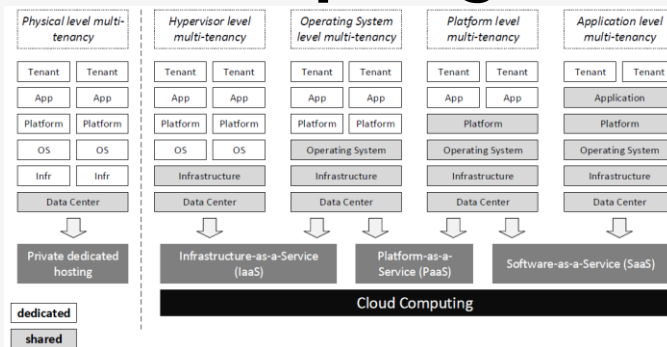 Physical level multi-
tenancy
Hypervisor level
multi-tenancy
Operating System
level multi-tenancy
Platform level
multi-tenancy
Application level
multi-tenancy
Tenant Tenant Tenant Tenant Tenant Tenant Tenant Tenant Tenant Tenant
App App App App App App App App Application
Platform Platform Platform Platform Platform Platform Platform Platform
OS OS OS OS Operating System Operating System Operating System
Infr Infr Infrastructure Infrastructure Infrastructure Infrastructure
Data Center Data Center Data Center Data Center Data Center
Private dedicated
hosting
Infrastructure-as-a-Service
(IaaS)
Platform-as-a-
Service (PaaS)
Software-as-a-Service (SaaS)
Cloud Computing
dedicated
shared